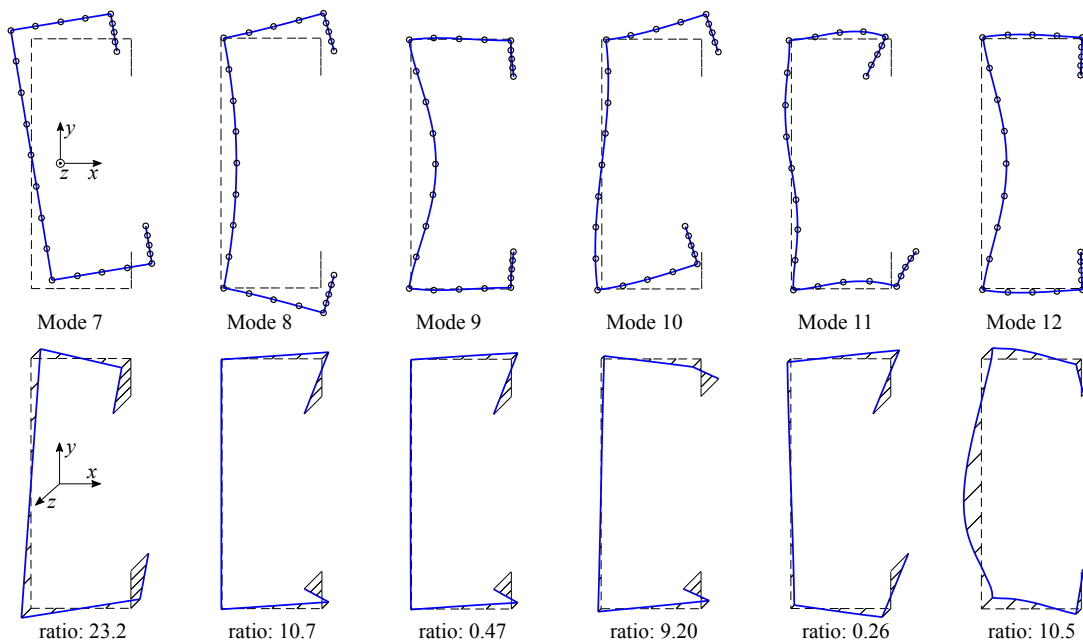 y
z
x
Mode 7
Mode 8
Mode 9
Mode 10
Mode 11
Mode 12
y
x
z
ratio: 23.2
ratio: 10.7
ratio: 0.47
ratio: 9.20
ratio: 0.26
ratio: 10.5